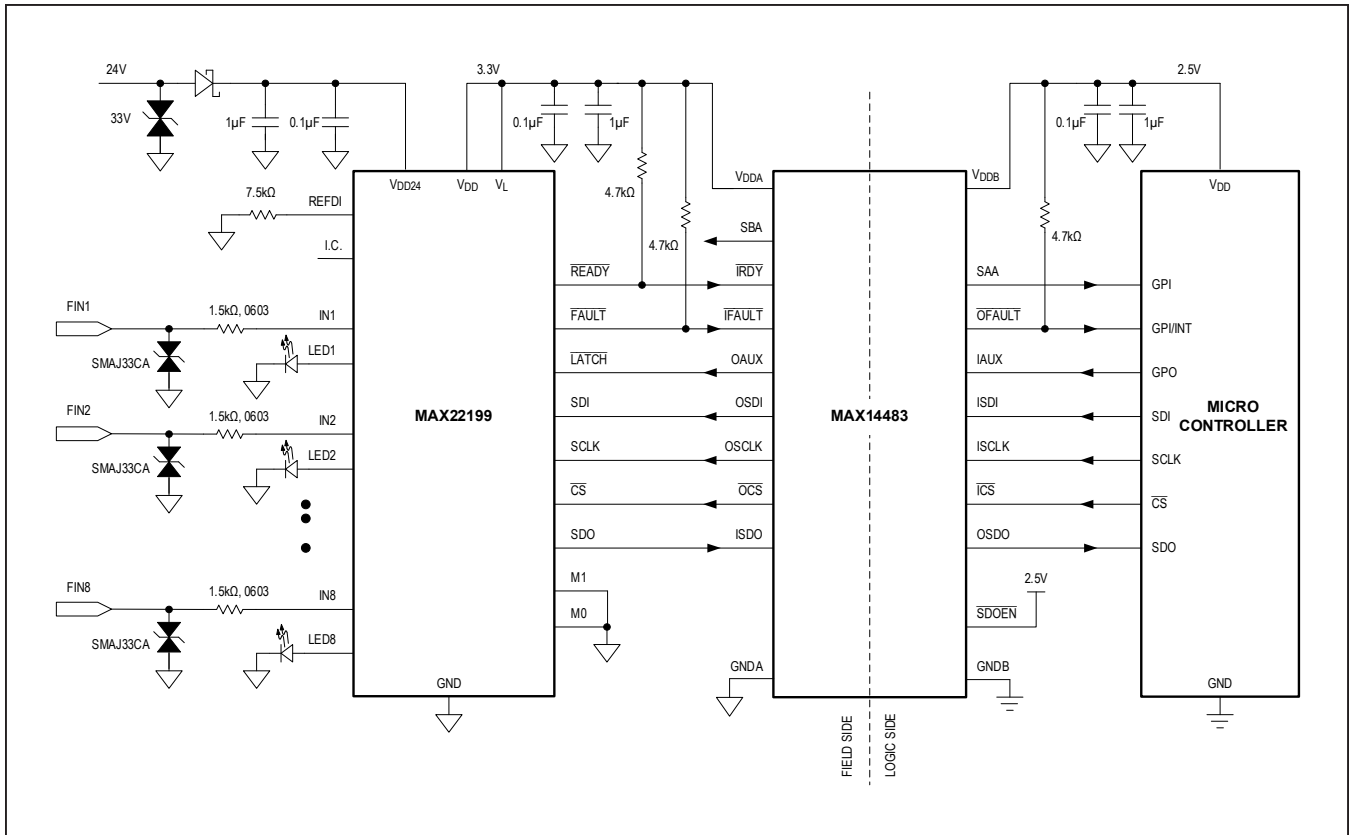 24V
3.3V
2.5V
33V
1µF
0.1µF
0.1µF
1µF
0.1µF
1µF
VDD24
VDD
VL
VDDA
VDDB
VDD
4.7kΩ
4.7kΩ
4.7kΩ
7.5kΩ
REFDI
I.C.
SBA
READY
IRDY
SAA
GPI
FIN1
1.5kΩ, 0603
IN1
FAULT
IFAULT
OFAULT
GPI/INT
SMAJ33CA
LED1
LATCH
OAUX
IAUX
GPO
MAX22199
SDI
OSDI
MAX14483
ISDI
SDI
MICRO
CONTROLLER
FIN2
1.5kΩ, 0603
IN2
SCLK
OSCLK
ISCLK
SCLK
SMAJ33CA
LED2
CS
OCS
ICS
CS
SDO
ISDO
OSDO
SDO
FIN8
1.5kΩ, 0603
IN8
M1
M0
2.5V
SDOEN
SMAJ33CA
LED8
GND
GNDA
GNDB
GND
FIELD SIDE
LOGIC SIDE